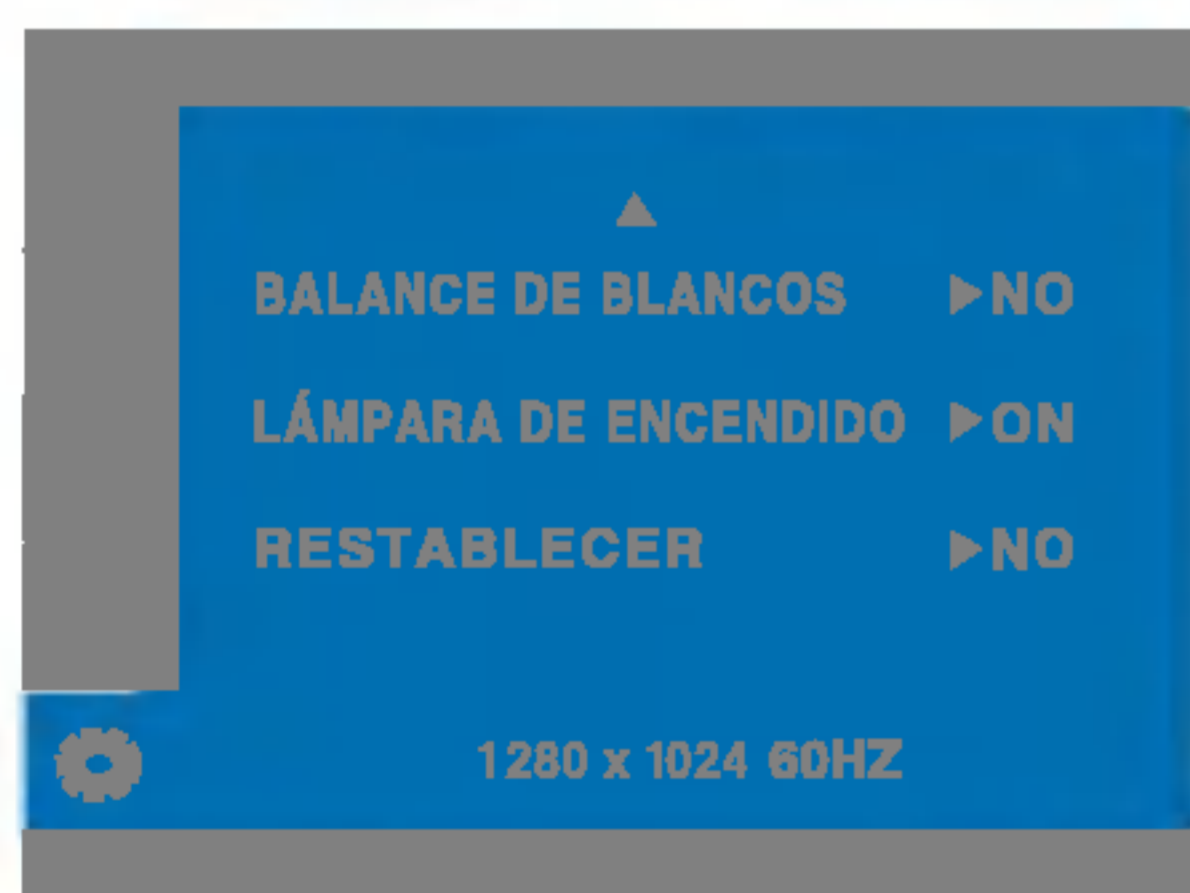 BALANCE DE BLANCOS ▶NO
LÁMPARA DE ENCENDIDO ▶ON
RESTABLECER ▶NO
1280 x 1024 60HZ